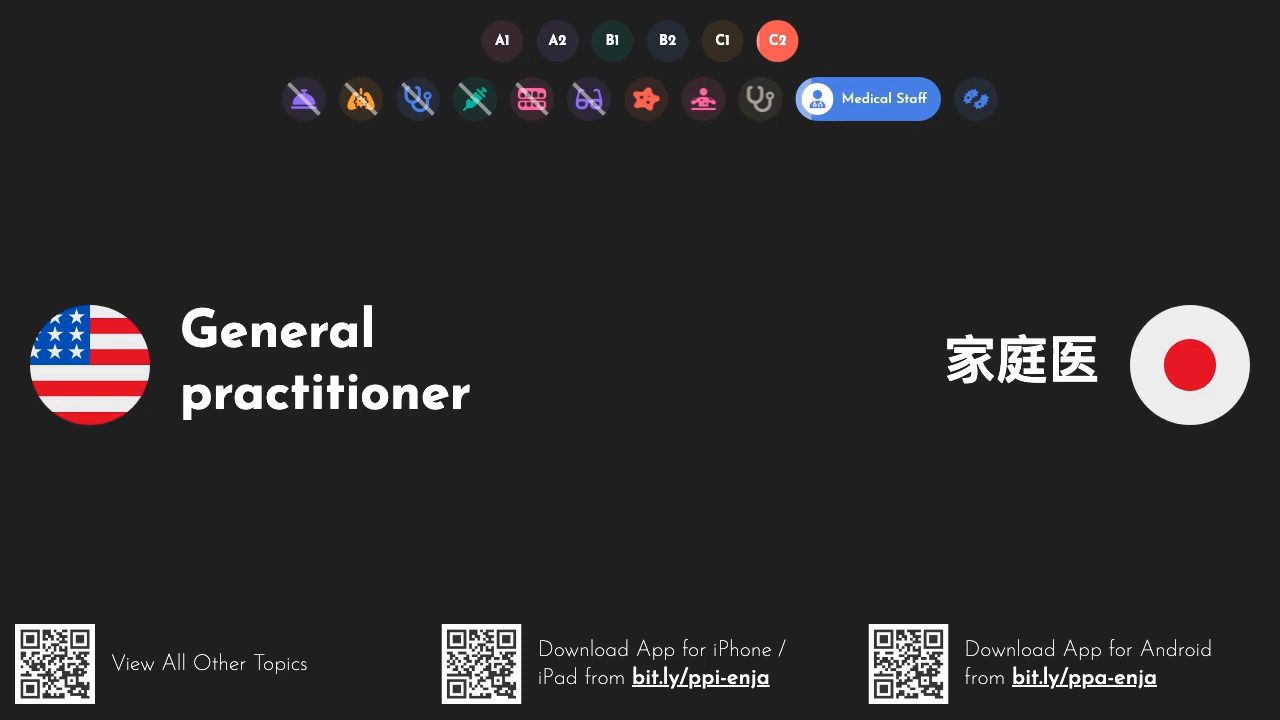 A1 A2 B1 B2 C1 C2
Medical Staff
General
practitioner
家庭医
View All Other Topics
Download App for iPhone /
iPad from bit.ly/ppi-enja
Download App for Android
from bit.ly/ppa-enja